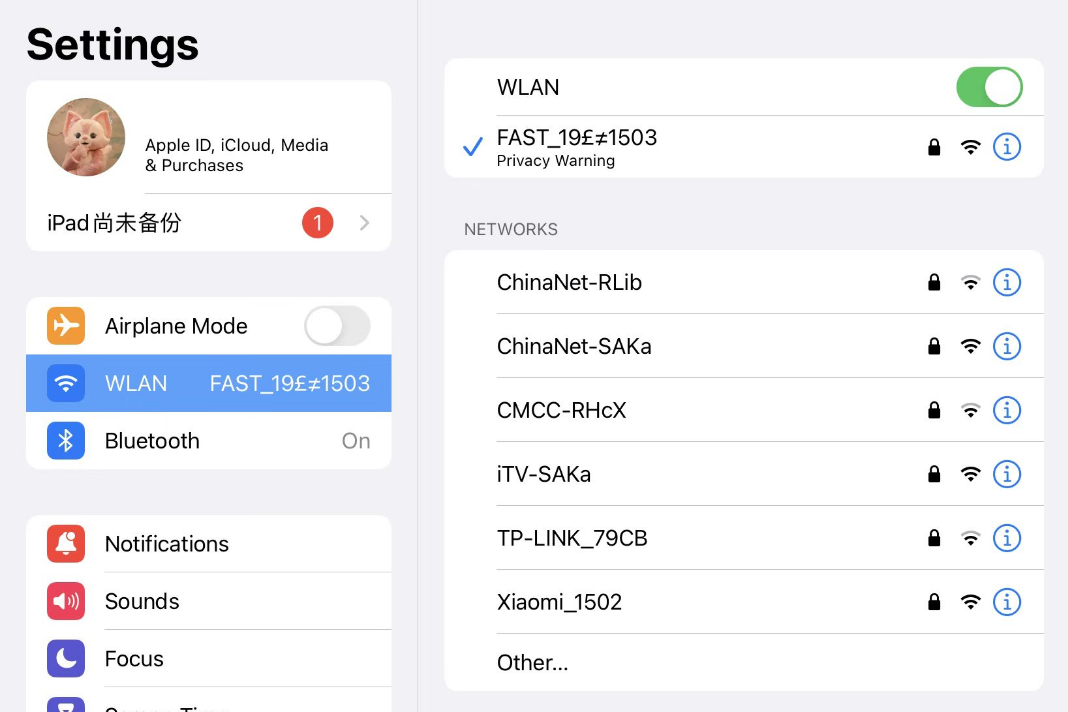 Settings
Apple ID, iCloud, Media
& Purchases
iPad尚未备份
1
Airplane Mode
WLAN FAST_19£≠1503
Bluetooth On
Notifications
Sounds
Focus
WLAN
FAST_19£≠1503
Privacy Warning
NETWORKS
ChinaNet-RLib
ChinaNet-SAKa
CMCC-RHcX
iTV-SAKa
TP-LINK_79CB
Xiaomi_1502
Other...